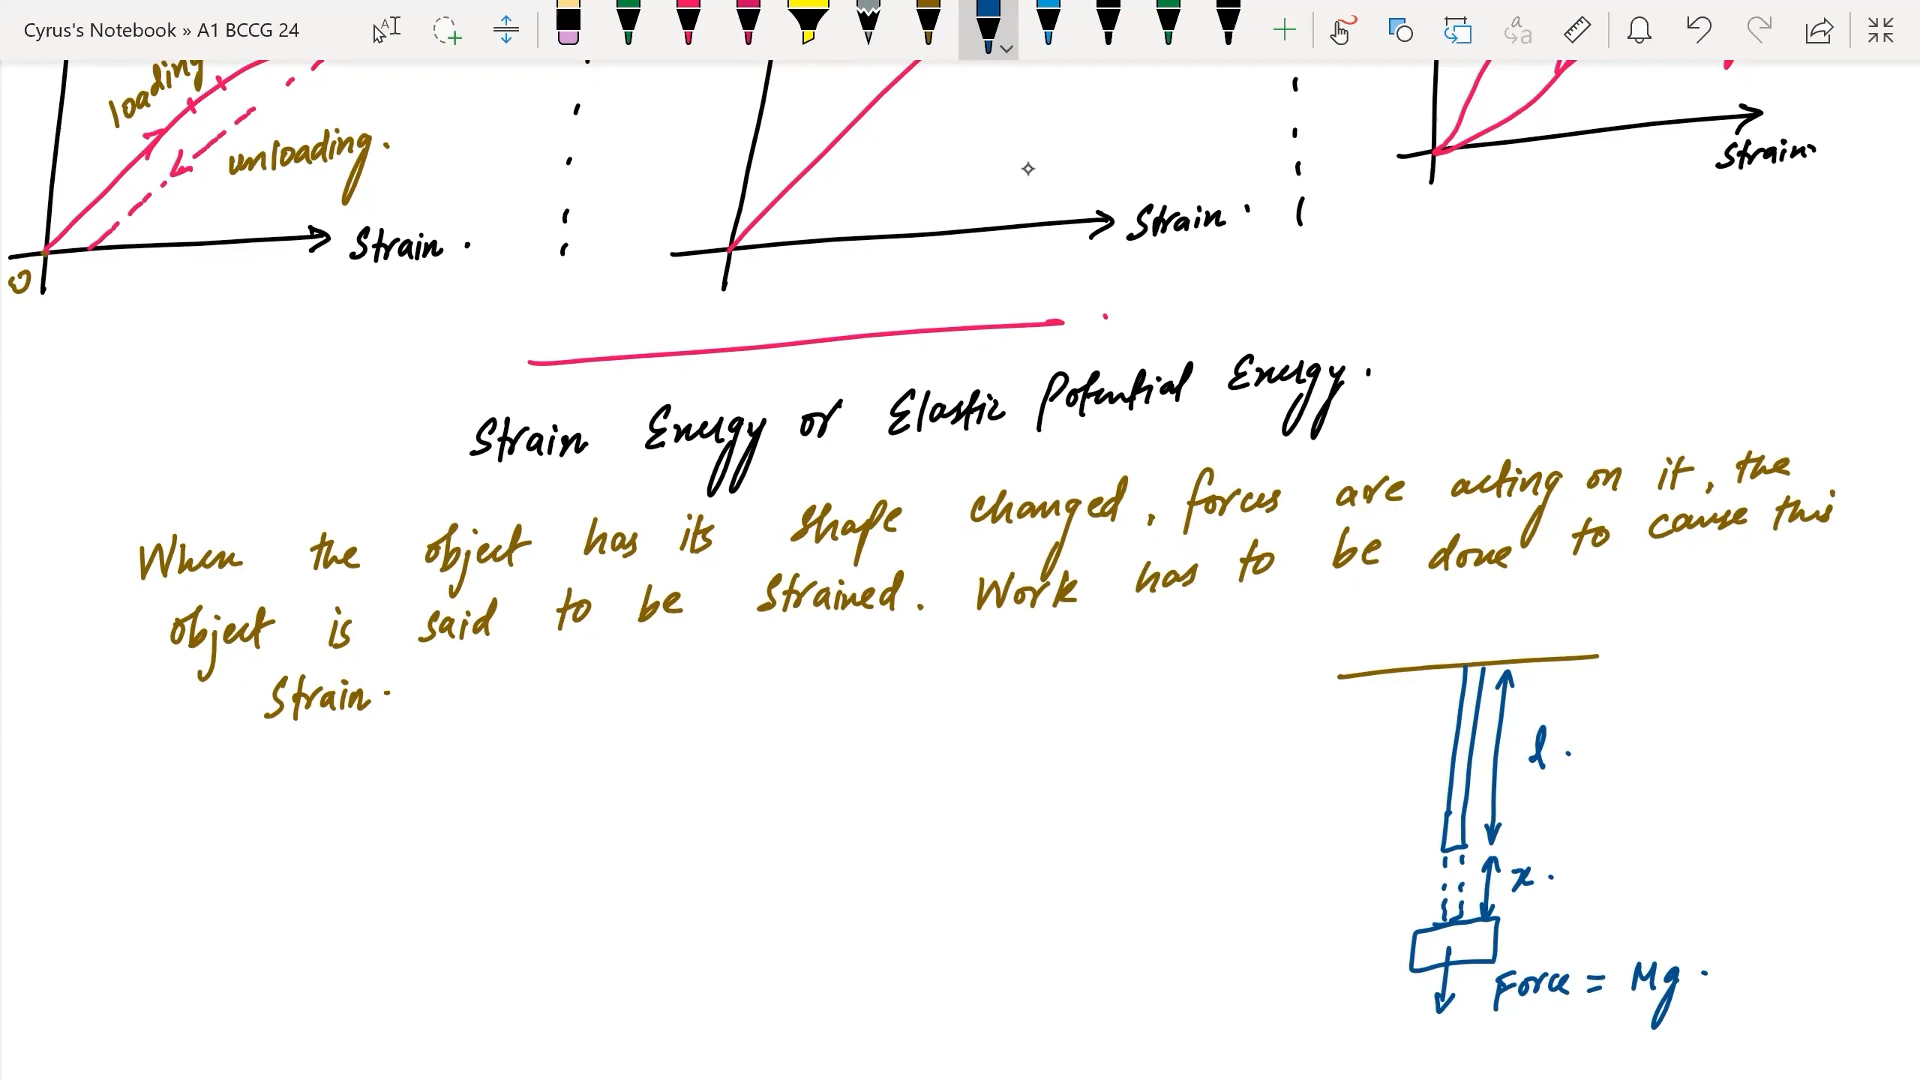 Cyrus's Notebook » A1 BCCG 24
loading
unloading.
Strain.
O
Strain.
Strain.
Strain Energy or Elastic Potential Energy.
When the object has its shape changed, forces are acting on it, the
object is said to be strained. Work has to be done to cause this
Strain.
l.
x.
Force = Mg.